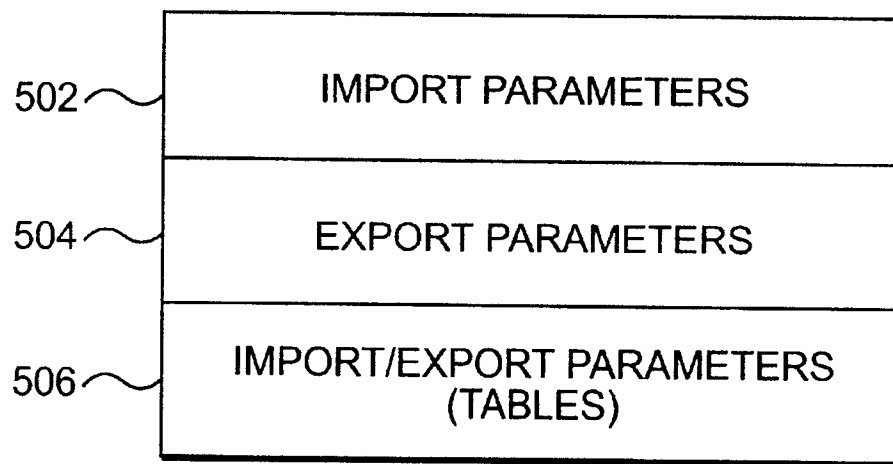 502
IMPORT PARAMETERS
504
EXPORT PARAMETERS
506
IMPORT/EXPORT PARAMETERS
(TABLES)